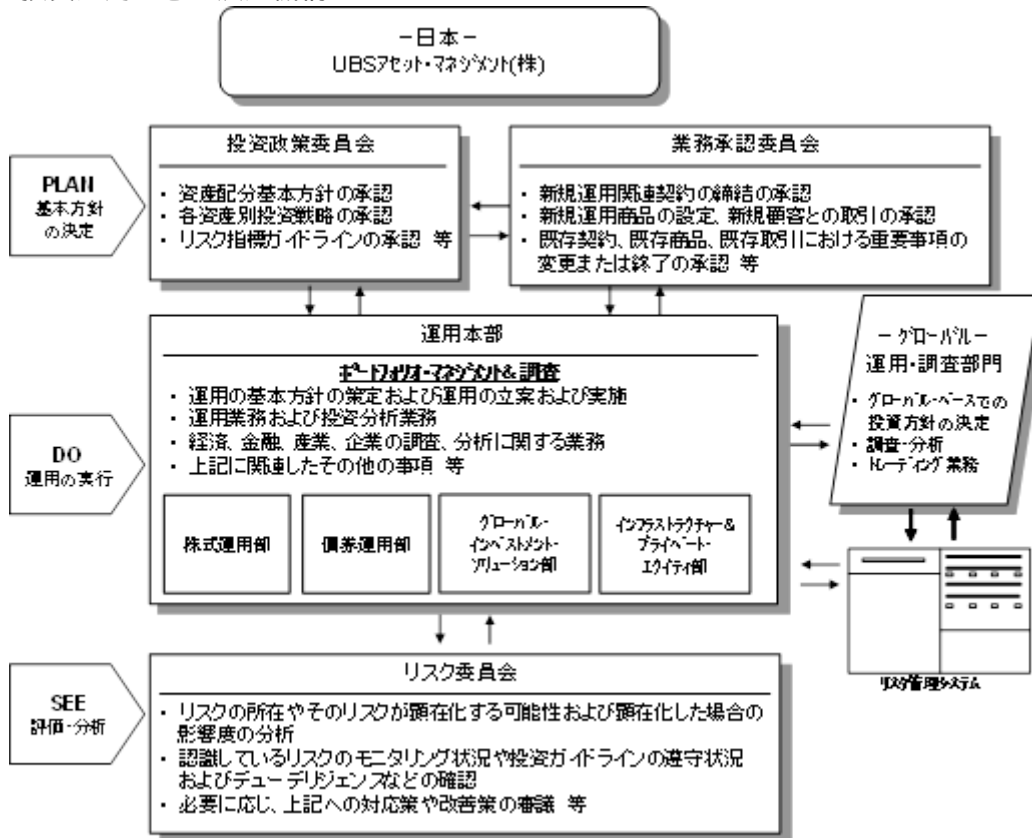 －日本－
UBSアセット・マネジメント(株)
PLAN
基本方針
の決定
投資政策委員会
・ 資産配分基本方針の承認
・ 各資産別投資戦略の承認
・ リスク指標ガイドラインの承認 等
業務承認委員会
・ 新規運用関連契約の締結の承認
・ 新規運用商品の設定、新規顧客との取引の承認
・ 既存契約、既存商品、既存取引における重要事項の
変更または終了の承認 等
DO
運用の実行
運用本部
ポートフォリオ・マネジメント＆調査
・ 運用の基本方針の策定および運用の立案および実施
・ 運用業務および投資分析業務
・ 経済、金融、産業、企業の調査、分析に関する業務
・ 上記に関連したその他の事項 等
株式運用部
債券運用部
グローバル・
インベストメント・
ソリューション部
インフラストラクチャー＆
プライベート・
エクイティ部
－ グローバル－
運用・調査部門
・ グローバル・ベースでの
投資方針の決定
・ 調査・分析
・ トレーディング業務
リスク管理システム
SEE
評価・分析
リスク委員会
・ リスクの所在やそのリスクが顕在化する可能性および顕在化した場合の
影響度の分析
・ 認識しているリスクのモニタリング状況や投資ガイドラインの遵守状況
およびデューデリジェンスなどの確認
・ 必要に応じ、上記への対応策や改善策の審議 等